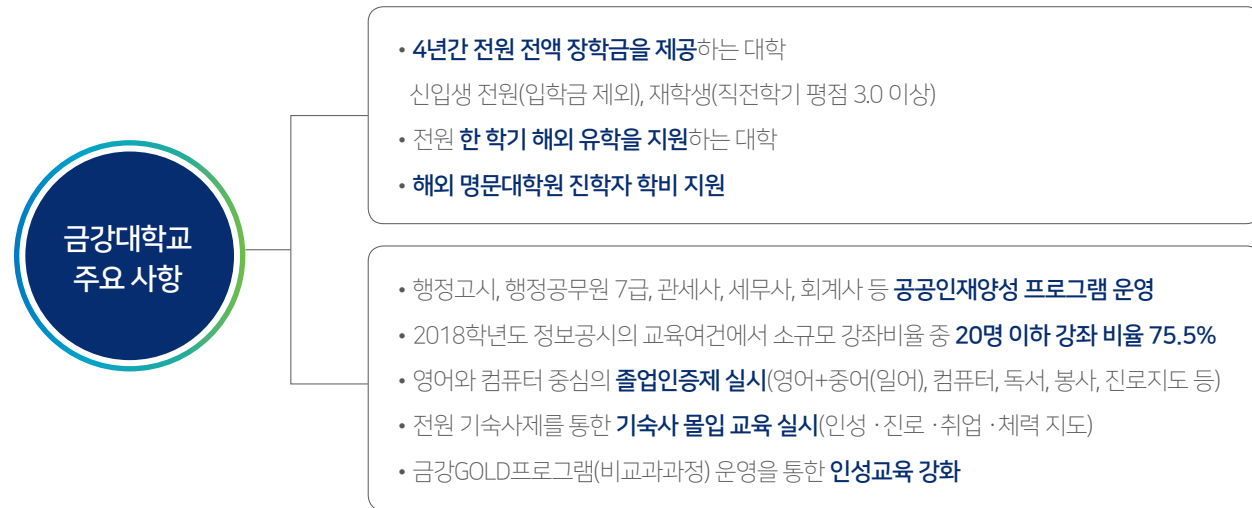 금강대학교
주요 사항
• 4년간 전원 전액 장학금을 제공하는 대학
신입생 전원(입학금 제외), 재학생(직전학기 평점 3.0 이상)
• 전원 한 학기 해외 유학을 지원하는 대학
• 해외 명문대학원 진학자 학비 지원
• 행정고시, 행정공무원 7급, 관세사, 세무사, 회계사 등 공공인재양성 프로그램 운영
• 2018학년도 정보공시의 교육여건에서 소규모 강좌비율 중 20명 이하 강좌 비율 75.5%
• 영어와 컴퓨터 중심의 졸업인증제 실시(영어+중어(일어), 컴퓨터, 독서, 봉사, 진로지도 등)
• 전원 기숙사제를 통한 기숙사 몰입 교육 실시(인성 · 진로 · 취업 · 체력 지도)
• 금강GOLD프로그램(비교과과정) 운영을 통한 인성교육 강화